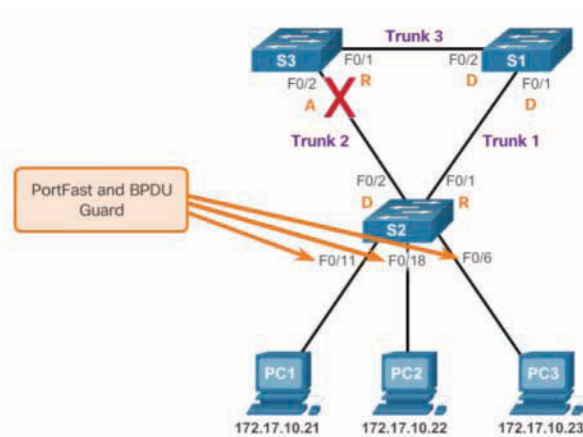 Trunk 3
S3
S1
F0/1
F0/2
F0/2
R
D
F0/1
A
D
Trunk 2
Trunk 1
PortFast and BPDU
Guard
F0/2
F0/1
D
R
S2
F0/11
F0/18
F0/6
PC1
PC2
PC3
172.17.10.21
172.17.10.22
172.17.10.23